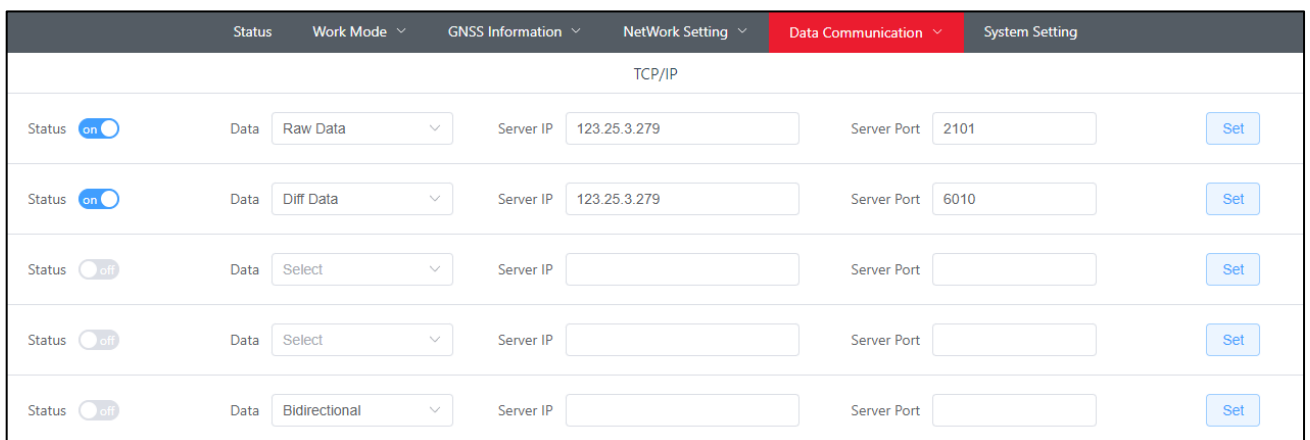 Status Work Mode GNSS Information NetWork Setting Data Communication System Setting
TCP/IP
Status on Data Raw Data Server IP 123.25.3.279 Server Port 2101 Set
Status on Data Diff Data Server IP 123.25.3.279 Server Port 6010 Set
Status off Data Select Server IP Server Port Set
Status off Data Select Server IP Server Port Set
Status off Data Bidirectional Server IP Server Port Set